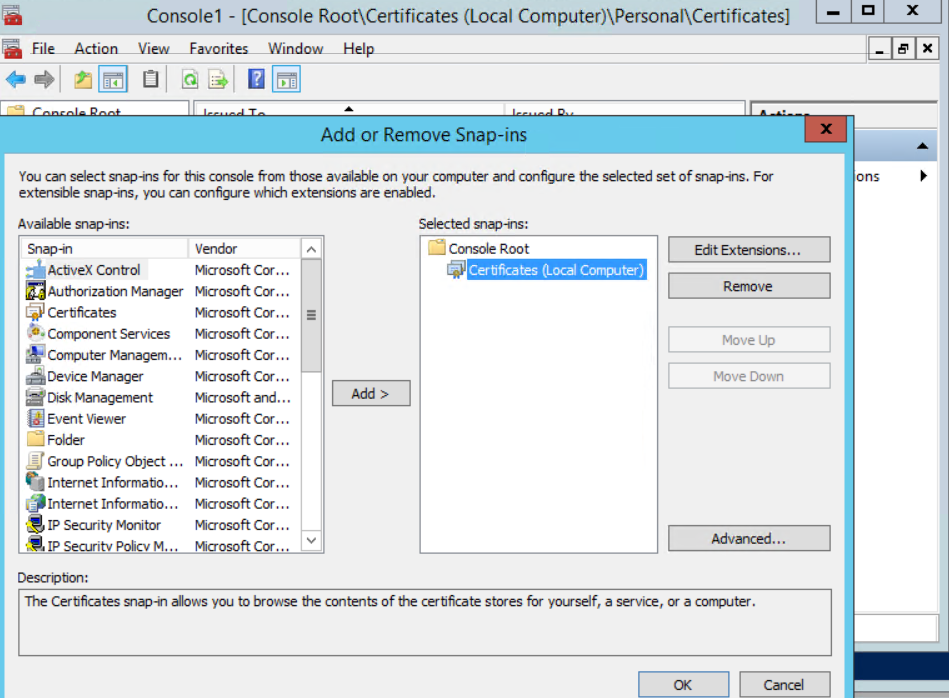 Console1 - [Console Root\Certificates (Local Computer)\Personal\Certificates]
File Action View Favorites Window Help
Console Root Issued To Issued By Actions
Add or Remove Snap-ins
You can select snap-ins for this console from those available on your computer and configure the selected set of snap-ins. For
extensible snap-ins, you can configure which extensions are enabled.
ions
Available snap-ins:
Selected snap-ins:
Snap-in Vendor
ActiveX Control Microsoft Cor...
Authorization Manager Microsoft Cor...
Certificates Microsoft Cor...
Component Services Microsoft Cor...
Computer Managem... Microsoft Cor...
Device Manager Microsoft Cor...
Disk Management Microsoft and...
Event Viewer Microsoft Cor...
Folder Microsoft Cor...
Group Policy Object ... Microsoft Cor...
Internet Informatio... Microsoft Cor...
Internet Informatio... Microsoft Cor...
IP Security Monitor Microsoft Cor...
IP Security Policy M... Microsoft Cor...
Add >
Console Root
Certificates (Local Computer)
Edit Extensions...
Remove
Move Up
Move Down
Advanced...
Description:
The Certificates snap-in allows you to browse the contents of the certificate stores for yourself, a service, or a computer.
OK Cancel